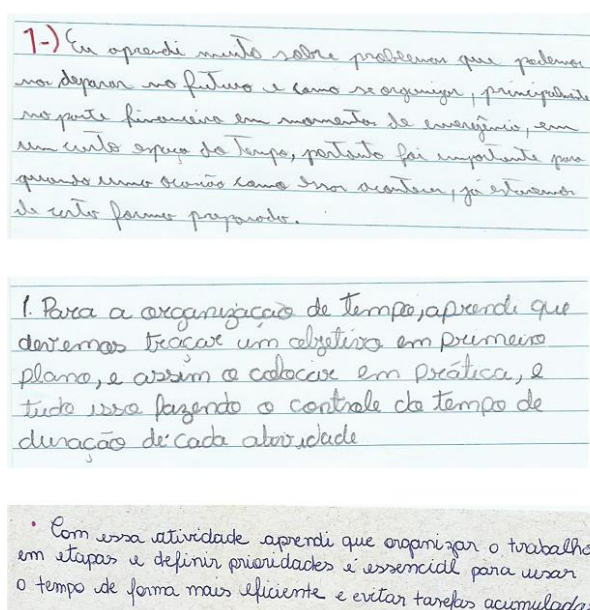 1-) Eu aprendi muito sobre problemas que podemos
nos deparar no futuro e como se organizar, principalmente
na parte financeira em momentos de emergência, em
um curto espaço de tempo, portanto foi importante para
quando uma ocasião como essa acontecer, já estaremos
de certa forma preparado.
1. Para a organização de tempo, aprendi que
devemos traçar um objetivo em primeiro
plano, e assim o colocar em prática, e
tudo isso fazendo o controle do tempo de
duração de cada atividade
• Com essa atividade aprendi que organizar o trabalho
em etapas e definir prioridades é essencial para usar
o tempo de forma mais eficiente e evitar tarefas acumuladas